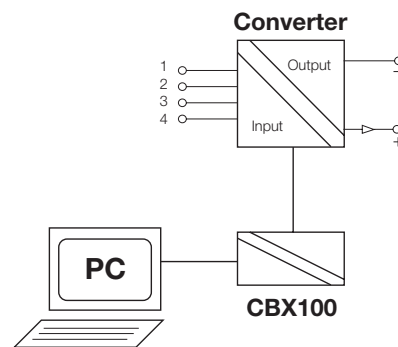 Converter
Output
–
1
2
3
4
Input
+
PC
CBX100